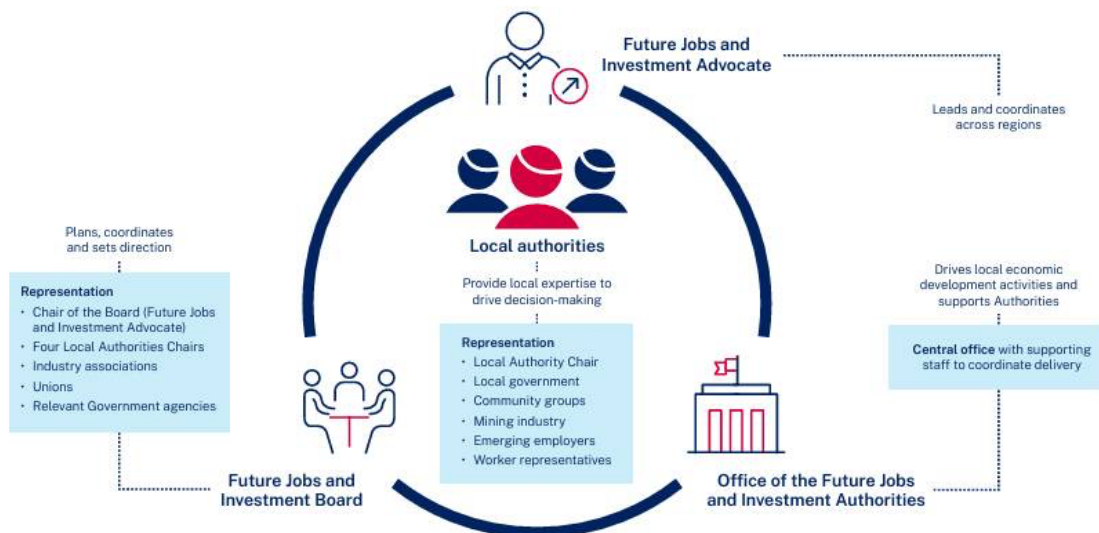 Future Jobs and
Investment Advocate
Leads and coordinates
across regions
Local authorities
Provide local expertise to
drive decision-making
Representation
• Local Authority Chair
• Local government
• Community groups
• Mining industry
• Emerging employers
• Worker representatives
Plans, coordinates
and sets direction
Representation
• Chair of the Board (Future Jobs
and Investment Advocate)
• Four Local Authorities Chairs
• Industry associations
• Unions
• Relevant Government agencies
Future Jobs and
Investment Board
Drives local economic
development activities and
supports Authorities
Central office with supporting
staff to coordinate delivery
Office of the Future Jobs
and Investment Authorities